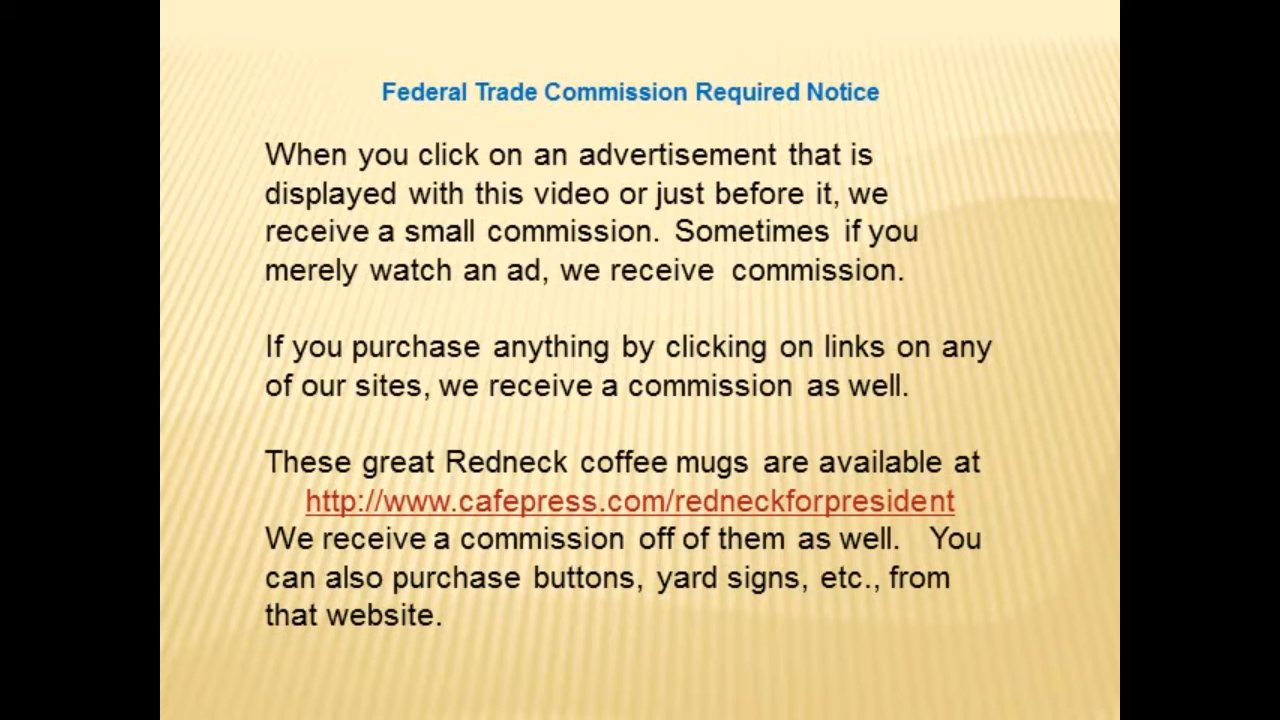 Federal Trade Commission Required Notice
When you click on an advertisement that is
displayed with this video or just before it, we
receive a small commission. Sometimes if you
merely watch an ad, we receive commission.
If you purchase anything by clicking on links on any
of our sites, we receive a commission as well.
These great Redneck coffee mugs are available at
http://www.cafepress.com/redneckforpresident
We receive a commission off of them as well. You
can also purchase buttons, yard signs, etc., from
that website.